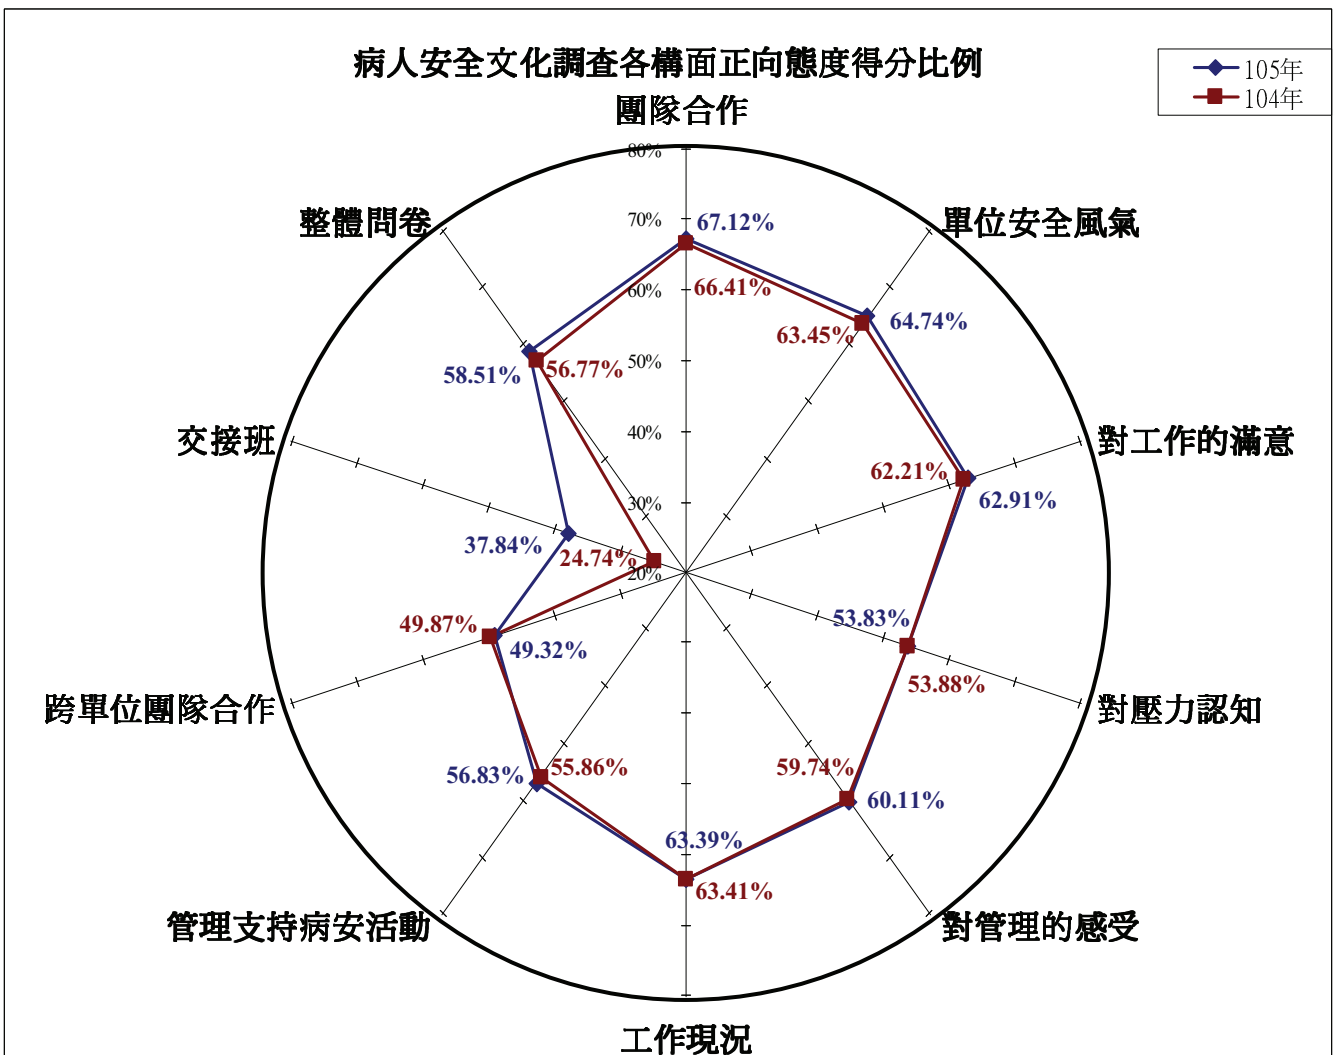 病人安全文化調查各構面正向態度得分比例
105年
104年
團隊合作
80%
整體問卷
單位安全風氣
70%
67.12%
60%
66.41%
64.74%
63.45%
50%
58.51%
56.77%
40%
交接班
對工作的滿意
62.21%
62.91%
30%
37.84%
24.74%
20%
53.83%
49.87%
49.32%
53.88%
跨單位團隊合作
對壓力認知
56.83%
55.86%
59.74%
60.11%
63.39%
63.41%
管理支持病安活動
對管理的感受
工作現況